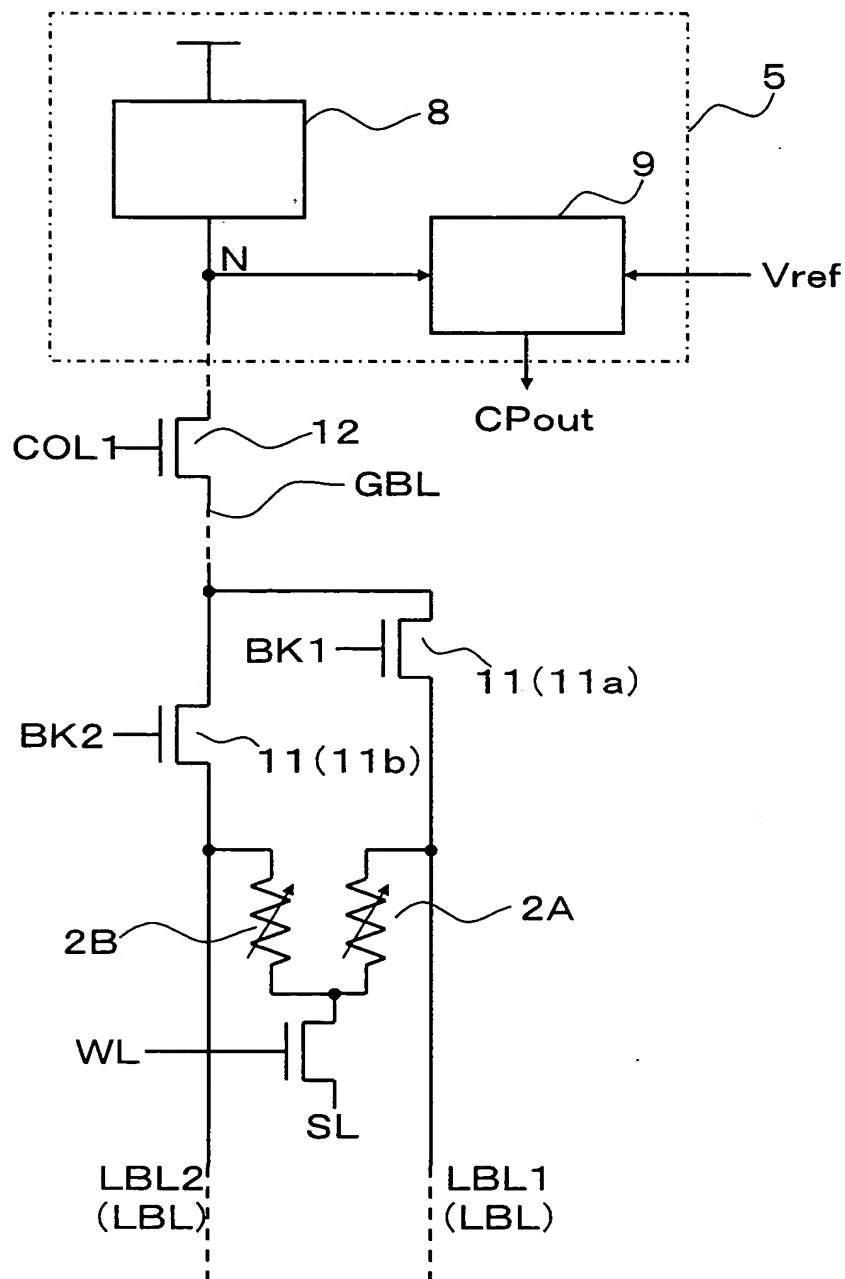 5
8
9
N
Vref
CPout
COL1
12
GBL
BK1
11(11a)
BK2
11(11b)
2B
2A
WL
SL
LBL2
(LBL)
LBL1
(LBL)